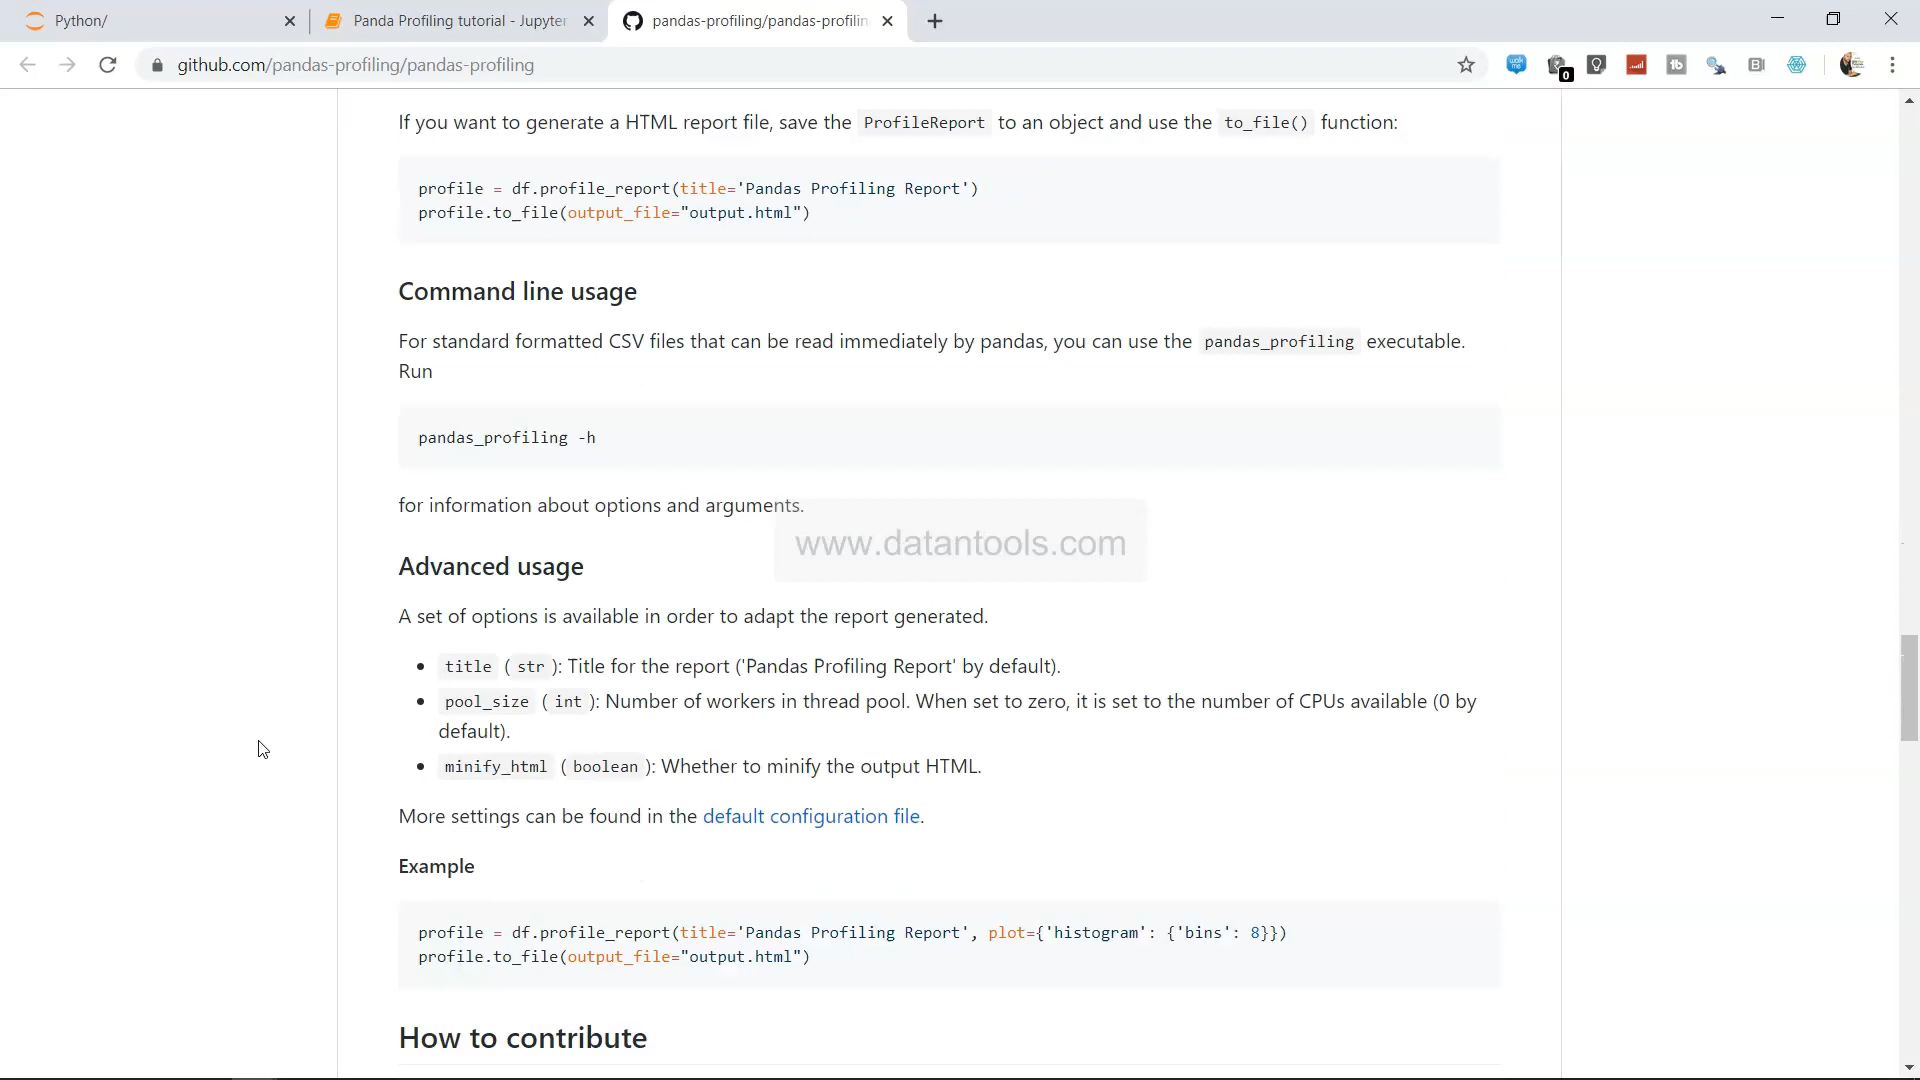 Python/
Panda Profiling tutorial - Jupyter
pandas-profiling/pandas-profilin
github.com/pandas-profiling/pandas-profiling
0
If you want to generate a HTML report file, save the ProfileReport to an object and use the to_file() function:
profile = df.profile_report(title='Pandas Profiling Report')
profile.to_file(output_file="output.html")
Command line usage
For standard formatted CSV files that can be read immediately by pandas, you can use the pandas_profiling executable.
Run
pandas_profiling -h
for information about options and arguments.
www.datantools.com
Advanced usage
A set of options is available in order to adapt the report generated.
• title ( str ): Title for the report ('Pandas Profiling Report' by default).
• pool_size ( int ): Number of workers in thread pool. When set to zero, it is set to the number of CPUs available (0 by
default).
• minify_html ( boolean ): Whether to minify the output HTML.
More settings can be found in the default configuration file.
Example
profile = df.profile_report(title='Pandas Profiling Report', plot={'histogram': {'bins': 8}})
profile.to_file(output_file="output.html")
How to contribute